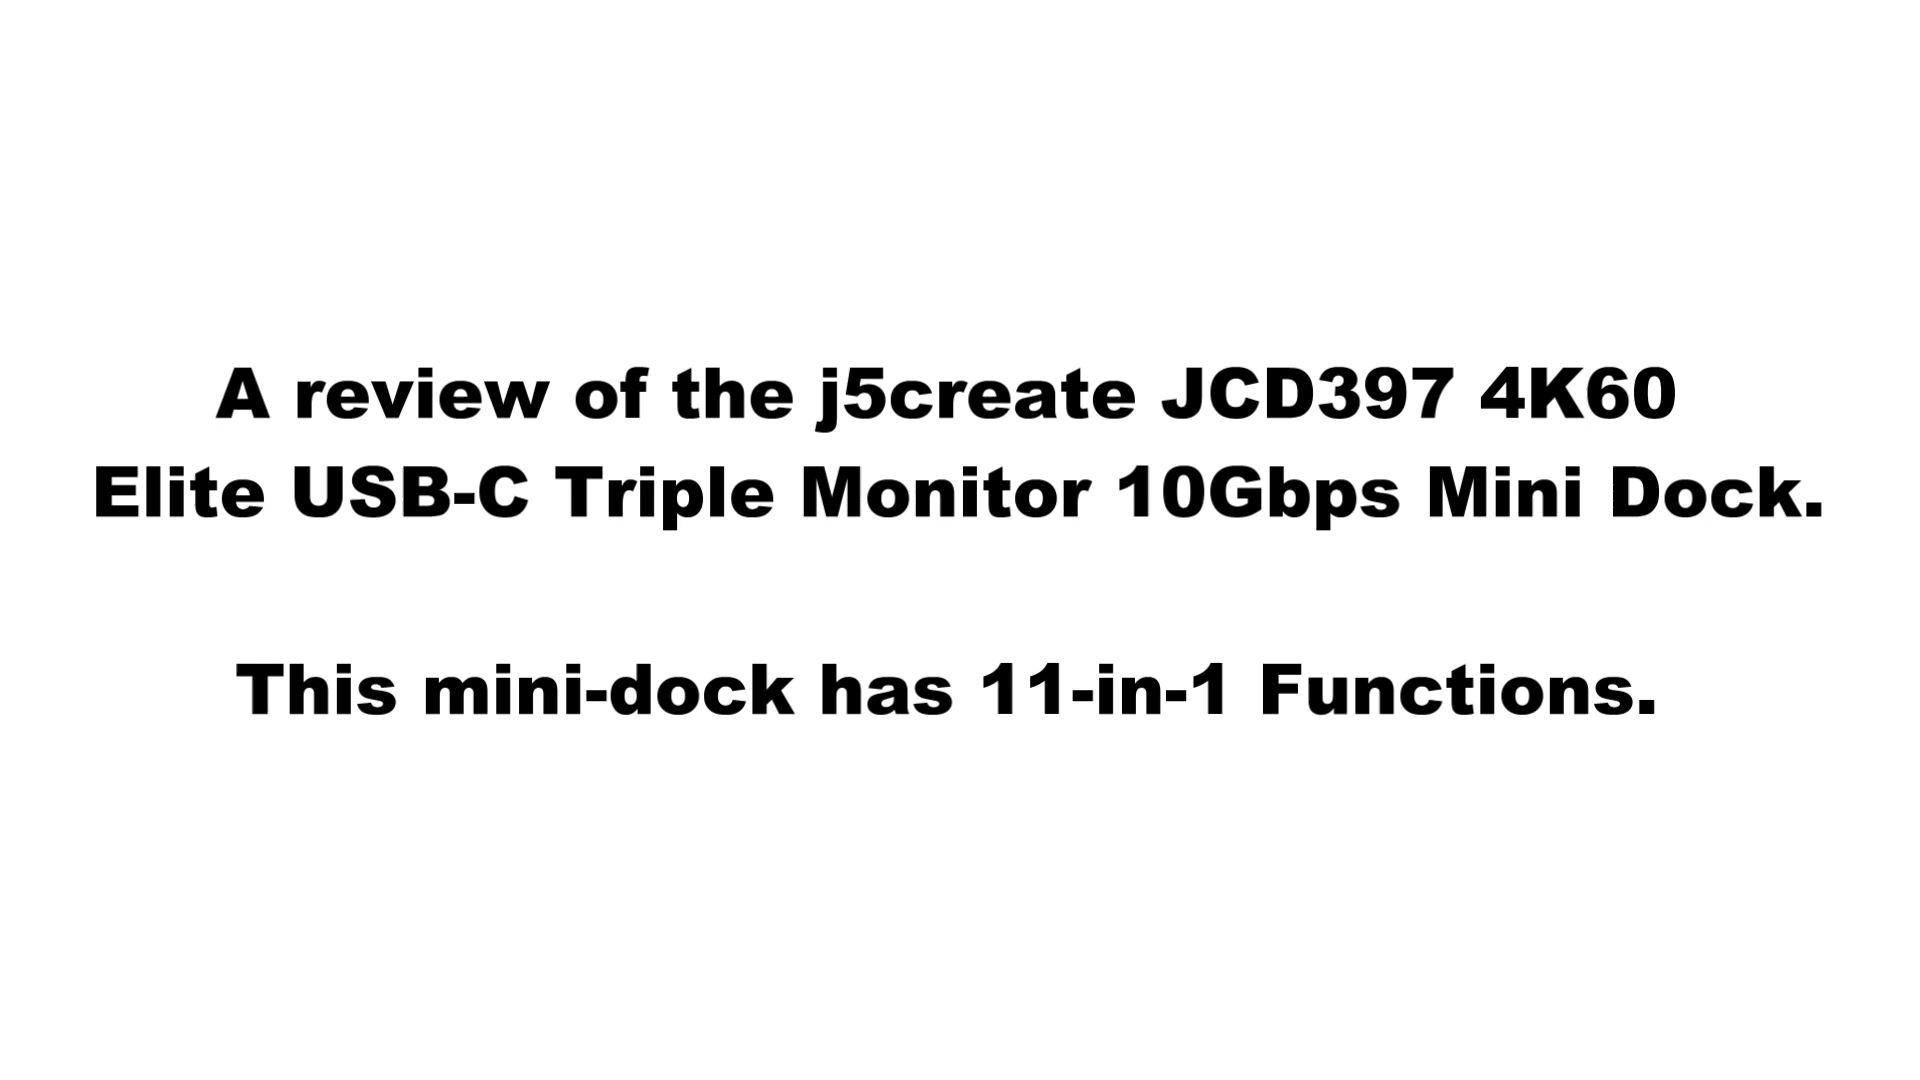 A review of the j5create JCD397 4K60
Elite USB-C Triple Monitor 10Gbps Mini Dock.
This mini-dock has 11-in-1 Functions.